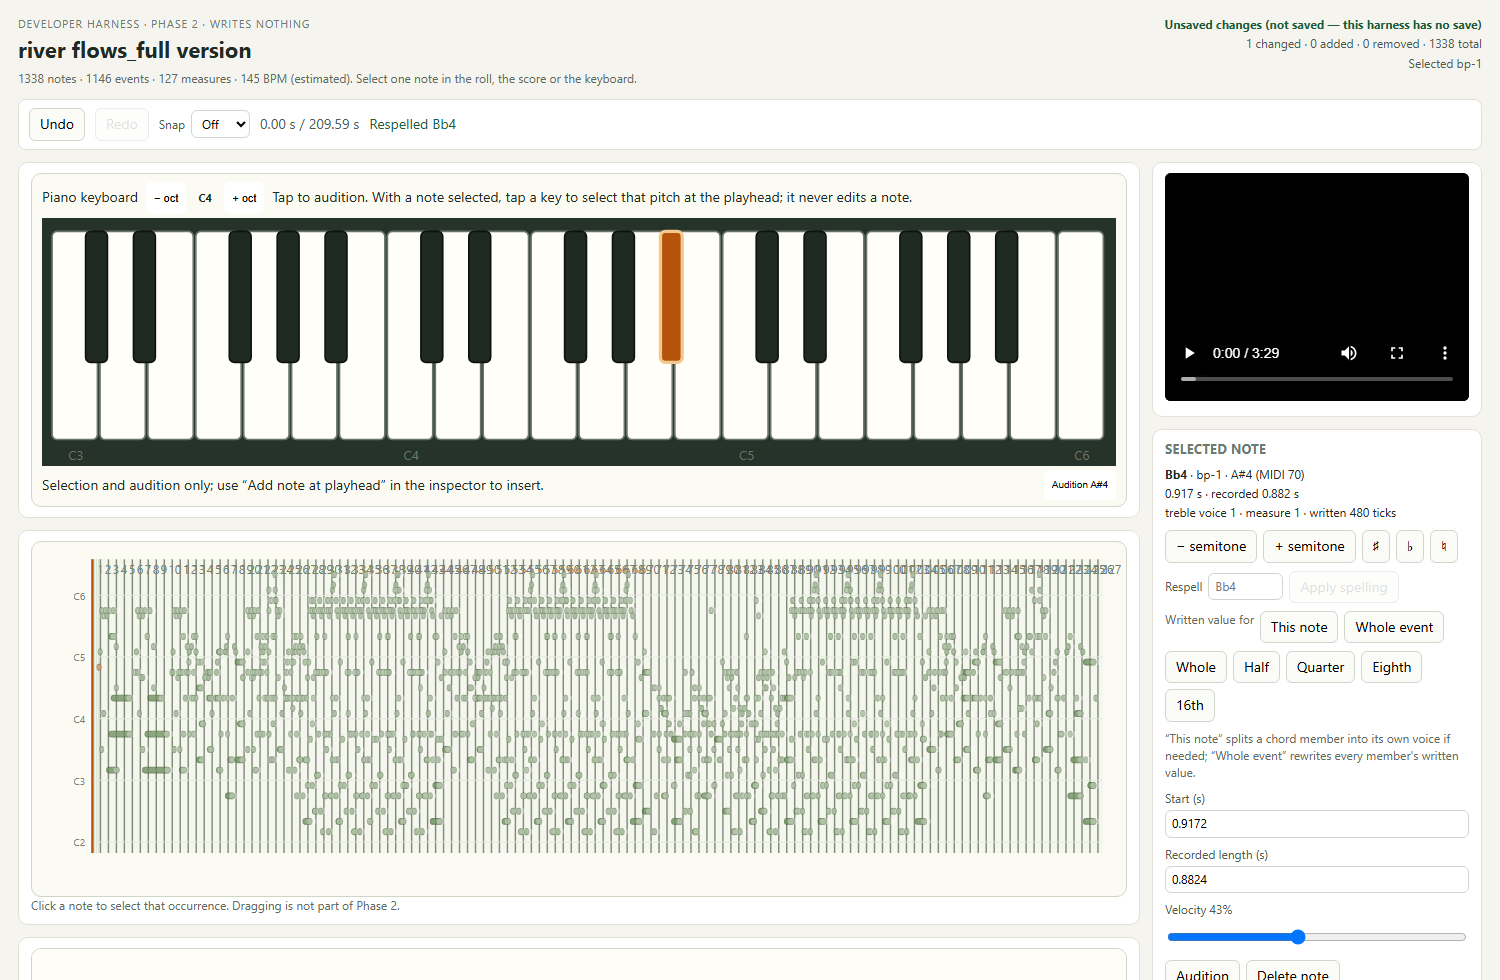 DEVELOPER HARNESS · PHASE 2 · WRITES NOTHING
river flows_full version
1338 notes · 1146 events · 127 measures · 145 BPM (estimated). Select one note in the roll, the score or the keyboard.
Unsaved changes (not saved — this harness has no save)
1 changed · 0 added · 0 removed · 1338 total
Selected bp-1
Undo Redo Snap Off 0.00 s / 209.59 s Respelled Bb4
Piano keyboard − oct C4 + oct Tap to audition. With a note selected, tap a key to select that pitch at the playhead; it never edits a note.
C3 C4 C5 C6
Selection and audition only; use “Add note at playhead” in the inspector to insert.
Audition A#4
C6
C5
C4
C3
C2
Click a note to select that occurrence. Dragging is not part of Phase 2.
0:00 / 3:29
SELECTED NOTE
Bb4 · bp-1 · A#4 (MIDI 70)
0.917 s · recorded 0.882 s
treble voice 1 · measure 1 · written 480 ticks
− semitone + semitone ♯ ♭ ♮
Respell Bb4 Apply spelling
Written value for This note Whole event
Whole Half Quarter Eighth
16th
“This note” splits a chord member into its own voice if
needed; “Whole event” rewrites every member's written
value.
Start (s)
0.9172
Recorded length (s)
0.8824
Velocity 43%
Audition Delete note